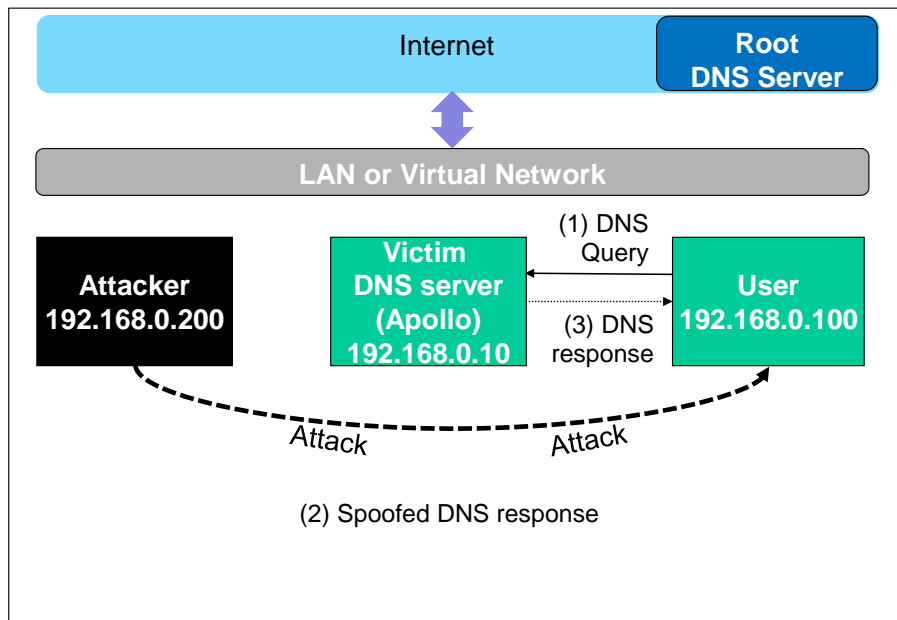 Internet
Root
DNS Server
LAN or Virtual Network
Attacker
192.168.0.200
Victim
DNS server
(Apollo)
192.168.0.10
(1) DNS
Query
(3) DNS
response
User
192.168.0.100
Attack
Attack
(2) Spoofed DNS response